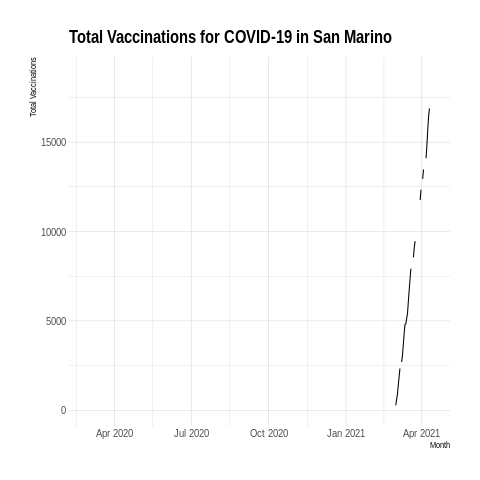 Total Vaccinations for COVID-19 in San Marino
Total Vaccinations
15000
10000
5000
0
Apr 2020 Jul 2020 Oct 2020 Jan 2021 Apr 2021
Month